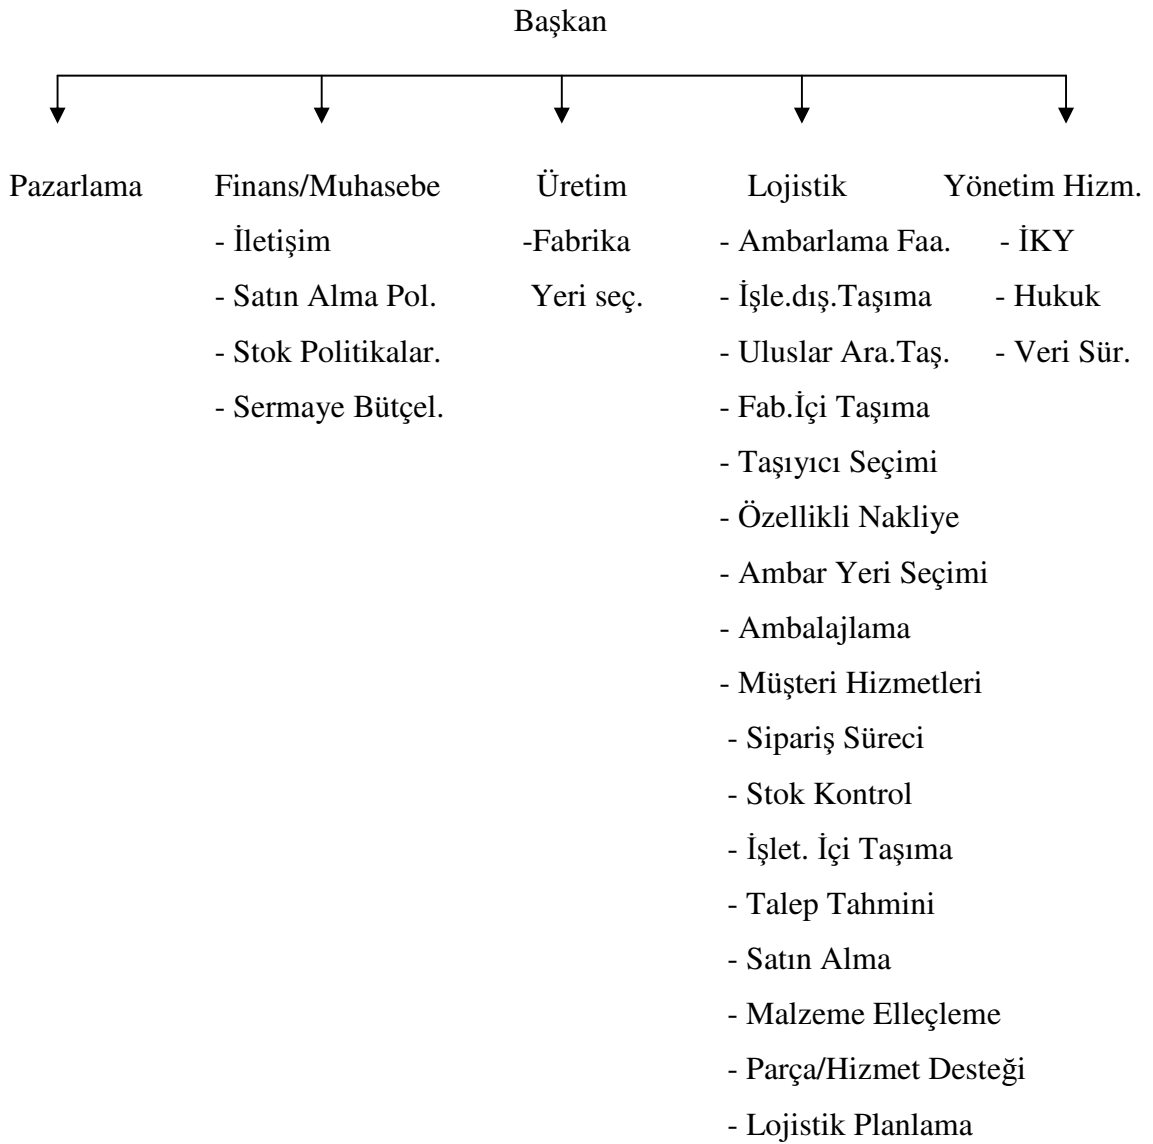 Başkan
Pazarlama Finans/Muhasebe Üretim Lojistik Yönetim Hizm.
- İletişim -Fabrika - Ambarlama Faa. - İKY
- Satın Alma Pol. Yeri seç. - İşle.dış.Taşıma - Hukuk
- Stok Politikalar. - Uluslar Ara.Taş. - Veri Sür.
- Sermaye Bütçel. - Fab.İçi Taşıma
- Taşıyıcı Seçimi
- Özellikli Nakliye
- Ambar Yeri Seçimi
- Ambalajlama
- Müşteri Hizmetleri
- Sipariş Süreci
- Stok Kontrol
- İşlet. İçi Taşıma
- Talep Tahmini
- Satın Alma
- Malzeme Elleçleme
- Parça/Hizmet Desteği
- Lojistik Planlama